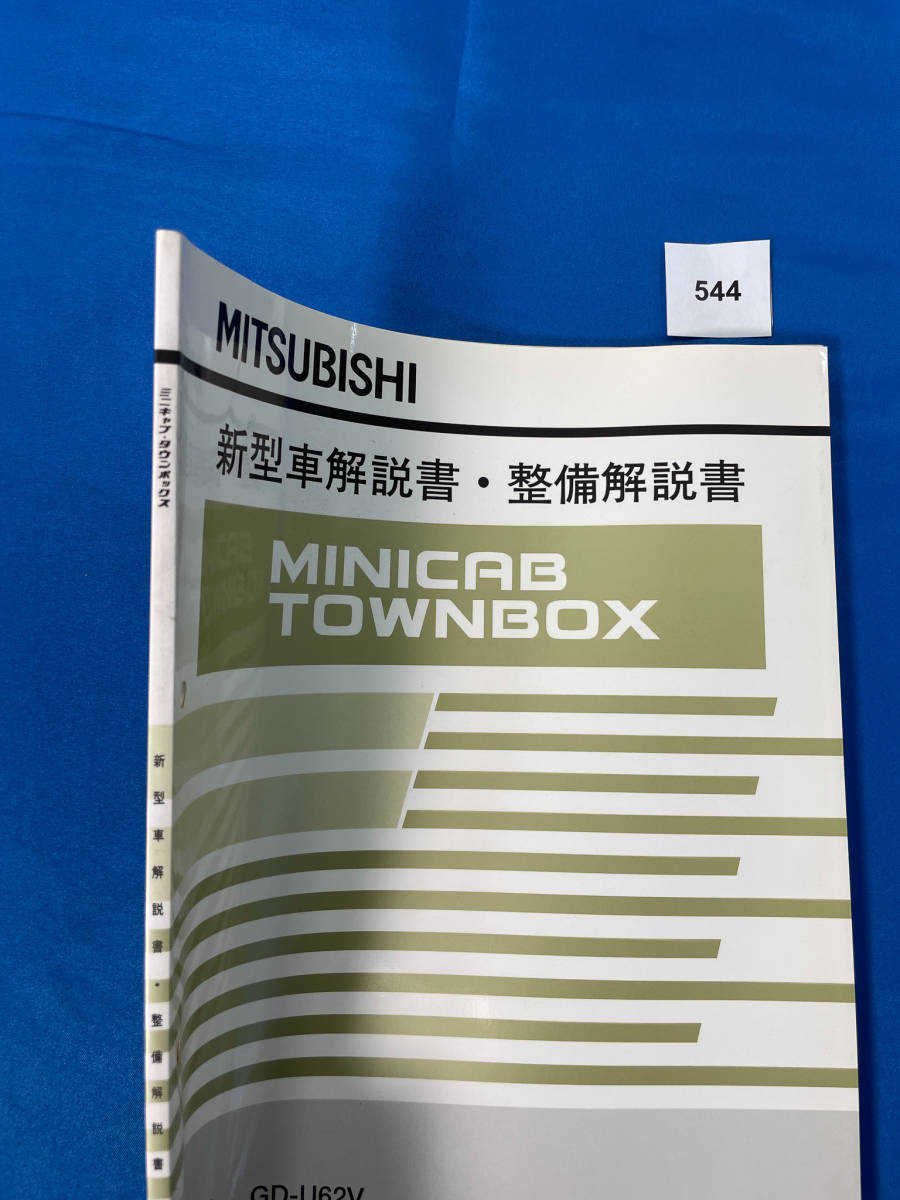 544
MITSUBISHI
新型車解説書・整備解説書
MINICAB
TOWNBOX
GD-U62V
ミニキャブ・タウンボックス
新型車解説書・整備解説書